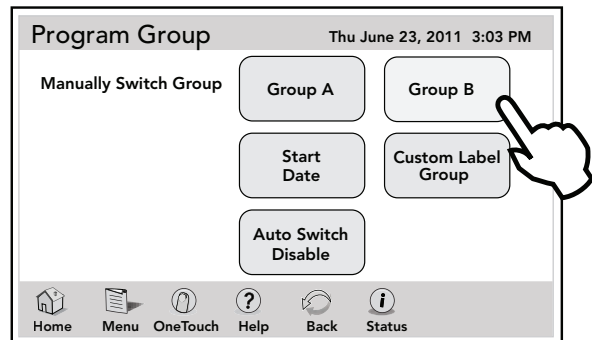 Program Group Thu June 23, 2011 3:03 PM
Manually Switch Group
Group A
Group B
Start
Date
Custom Label
Group
Auto Switch
Disable
?
i
Home Menu OneTouch Help Back Status